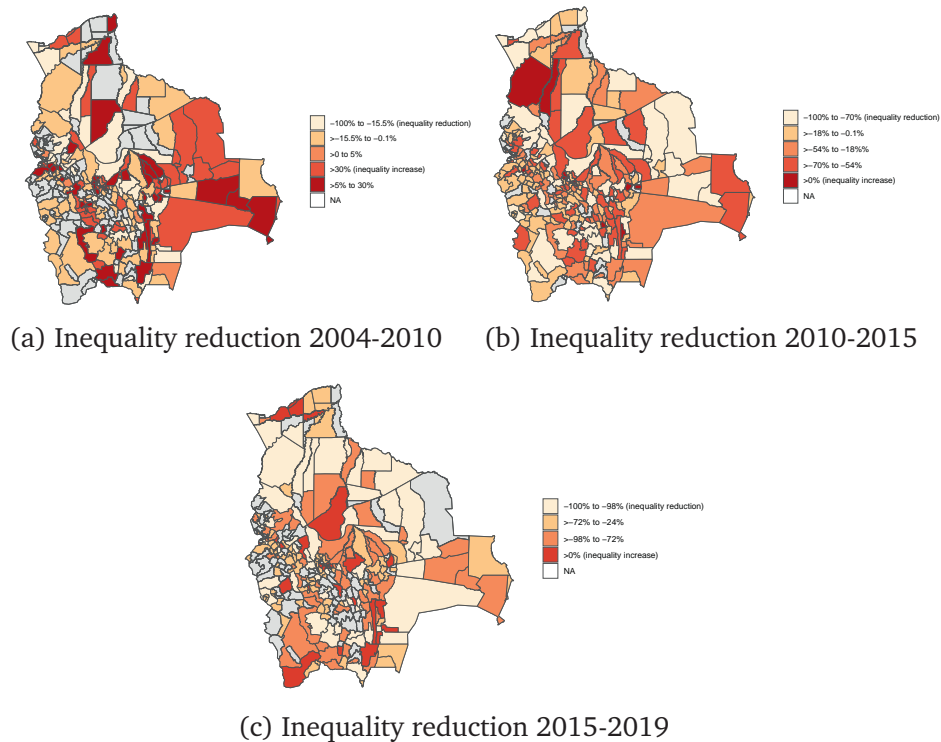 −100% to −15.5% (inequality reduction)
>−15.5% to −0.1%
>0 to 5%
>30% (inequality increase)
>5% to 30%
NA
−100% to −70% (inequality reduction)
>−18% to −0.1%
>−54% to −18%%
>−70% to −54%
>0% (inequality increase)
NA
(a) Inequality reduction 2004-2010
(b) Inequality reduction 2010-2015
−100% to −98% (inequality reduction)
>−72% to −24%
>−98% to −72%
>0% (inequality increase)
NA
(c) Inequality reduction 2015-2019